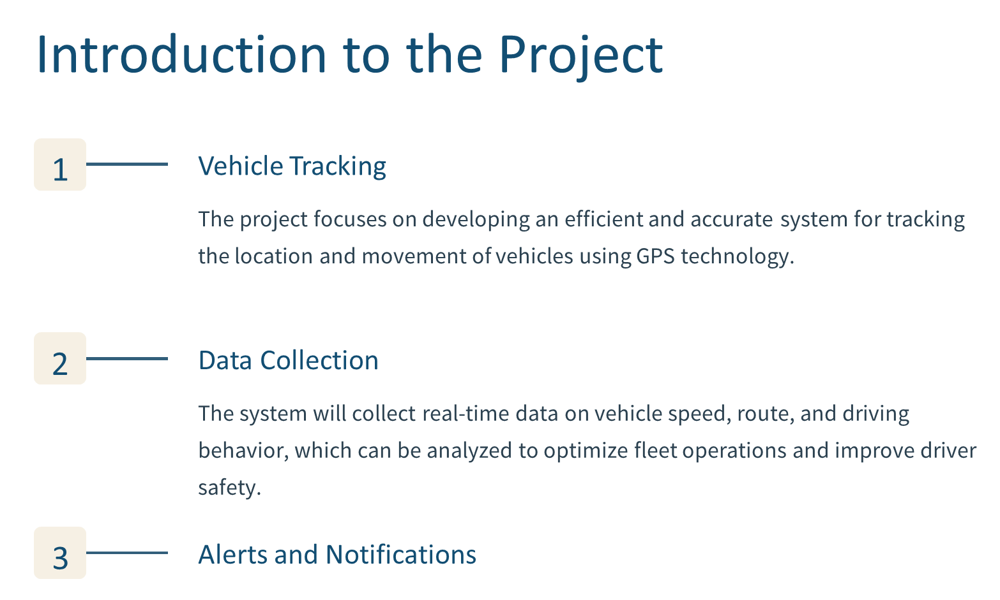 Introduction to the Project
1
Vehicle Tracking
The project focuses on developing an efficient and accurate system for tracking
the location and movement of vehicles using GPS technology.
2
Data Collection
The system will collect real-time data on vehicle speed, route, and driving
behavior, which can be analyzed to optimize fleet operations and improve driver
safety.
3
Alerts and Notifications